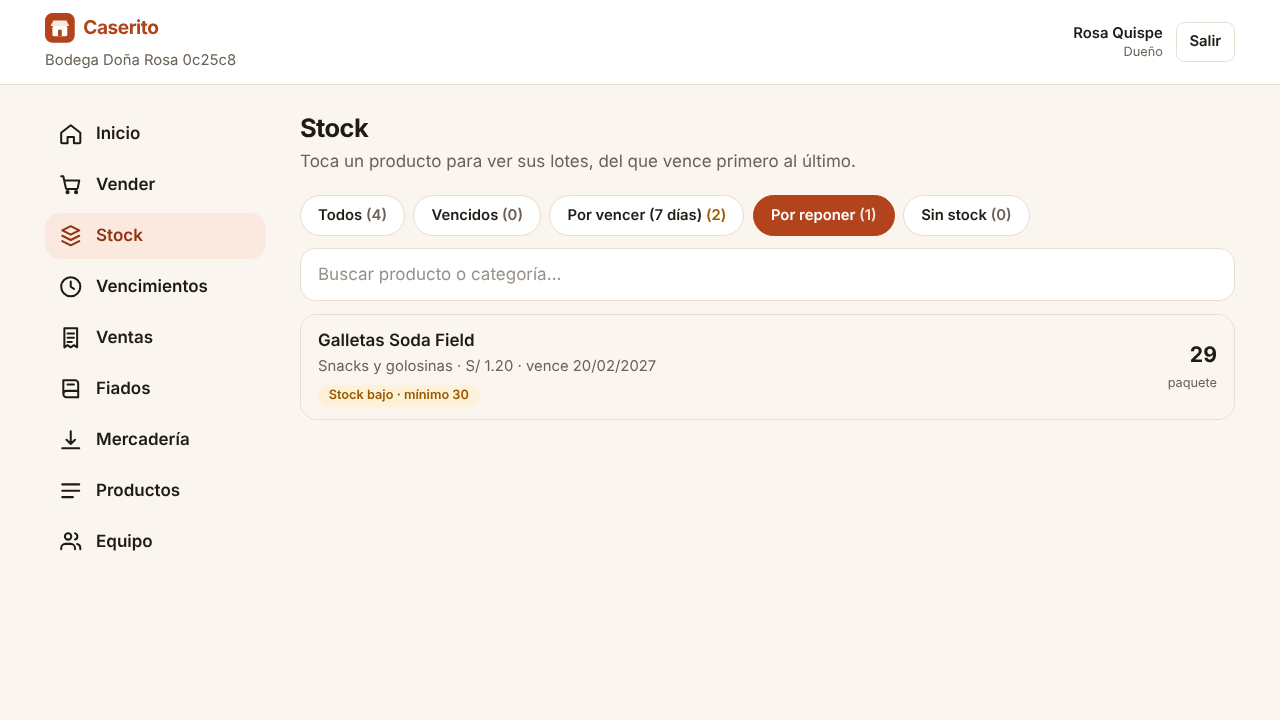 Caserito
Bodega Doña Rosa 0c25c8
Rosa Quispe
Dueño
Salir
Inicio
Vender
Stock
Vencimientos
Ventas
Fiados
Mercadería
Productos
Equipo
Stock
Toca un producto para ver sus lotes, del que vence primero al último.
Todos (4)
Vencidos (0)
Por vencer (7 días) (2)
Por reponer (1)
Sin stock (0)
Buscar producto o categoría...
Galletas Soda Field
Snacks y golosinas · S/ 1.20 · vence 20/02/2027
Stock bajo · mínimo 30
29
paquete